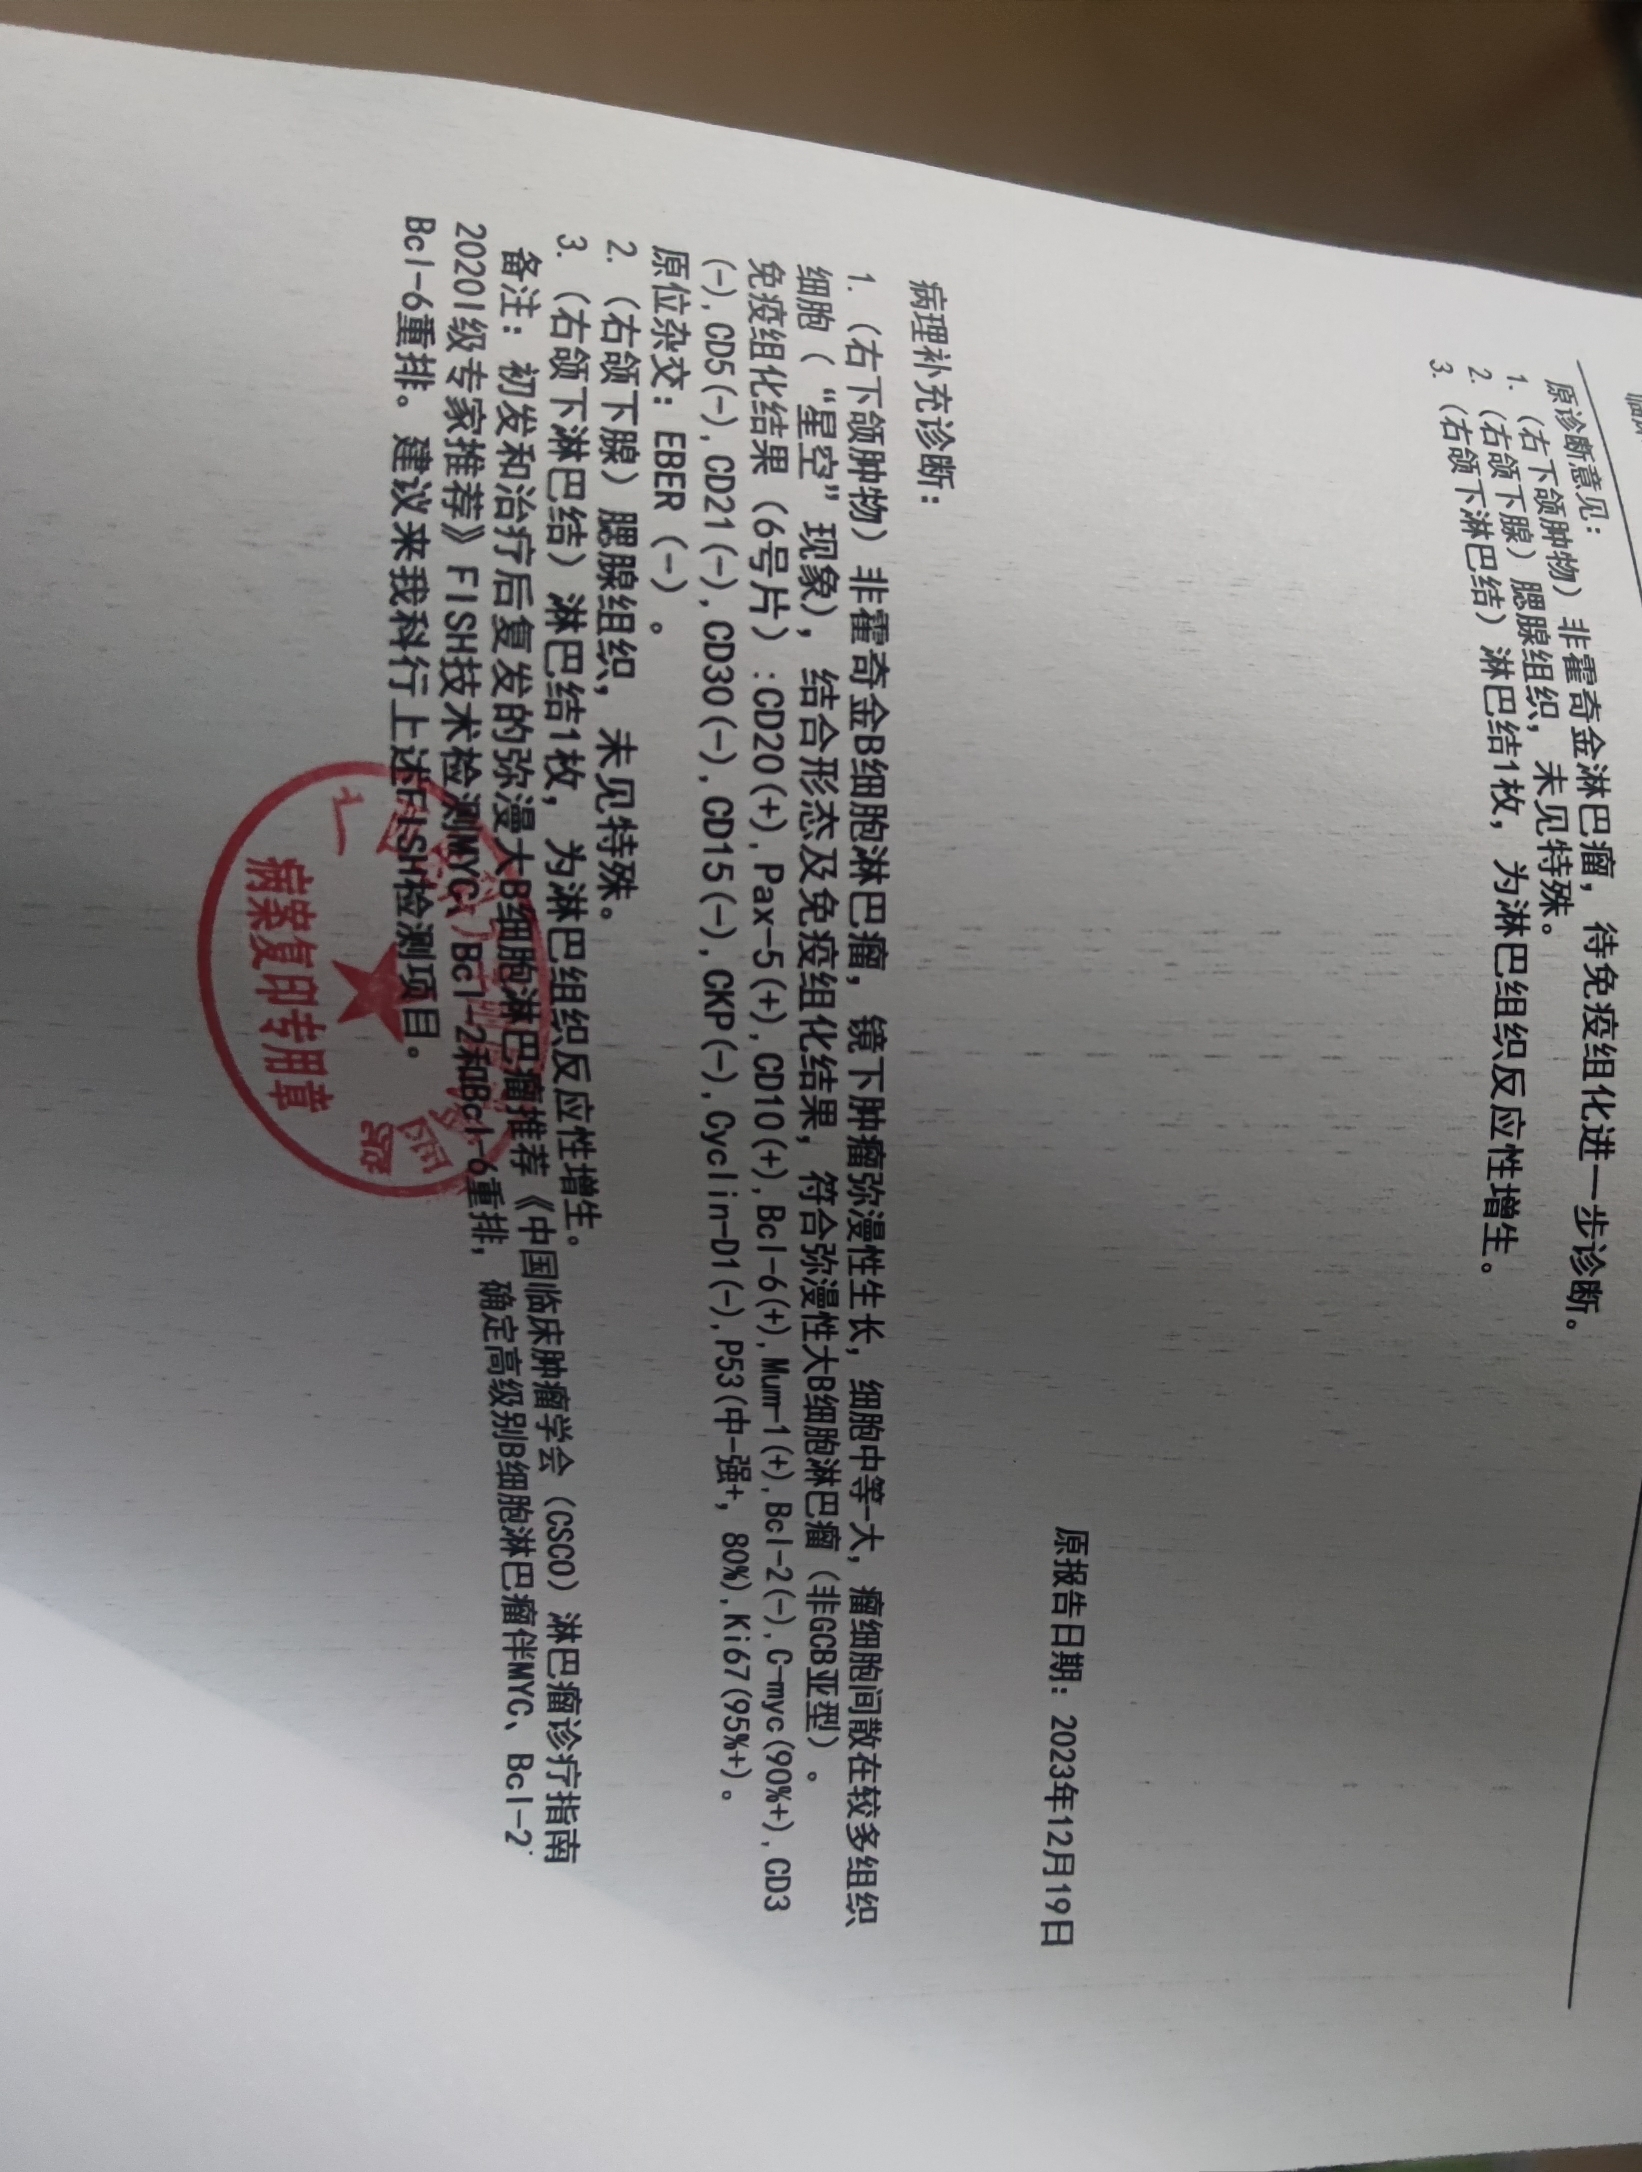 原诊断意见：
1. （右下颌肿物）非霍奇金淋巴瘤，待免疫组化进一步诊断。
2. （右颌下腺）腮腺组织，未见特殊。
3. （右颌下淋巴结）淋巴结1枚，为淋巴组织反应性增生。
原报告日期：2023年12月19日
病理补充诊断：
1. （右下颌肿物）非霍奇金B细胞淋巴瘤，镜下肿瘤弥漫性生长，细胞中等-大，瘤细胞间散在较多组织
细胞（“星空”现象），结合形态及免疫组化结果，符合弥漫性大B细胞淋巴瘤（非GCB亚型）。
免疫组化结果（6号片）:CD20(+),Pax-5(+),CD10(+),Bcl-6(+),Mum-1(+),Bcl-2(-),C-myc(90%+),CD3
(-),CD5(-),CD21(-),CD30(-),CD15(-),CKP(-),Cyclin-D1(-),P53(中-强+, 80%),Ki67(95%+)。
原位杂交：EBER（-）。
2. （右颌下腺）腮腺组织，未见特殊。
3. （右颌下淋巴结）淋巴结1枚，为淋巴组织反应性增生。
备注：初发和治疗后复发的弥漫大B细胞淋巴瘤推荐《中国临床肿瘤学会（CSCO）淋巴瘤诊疗指南
2020I级专家推荐》FISH技术检测MYC、Bcl-2和Bcl-6重排，确定高级别B细胞淋巴瘤伴MYC、Bcl-2
Bcl-6重排。建议来我科行上述FISH检测项目。
病案复印专用章